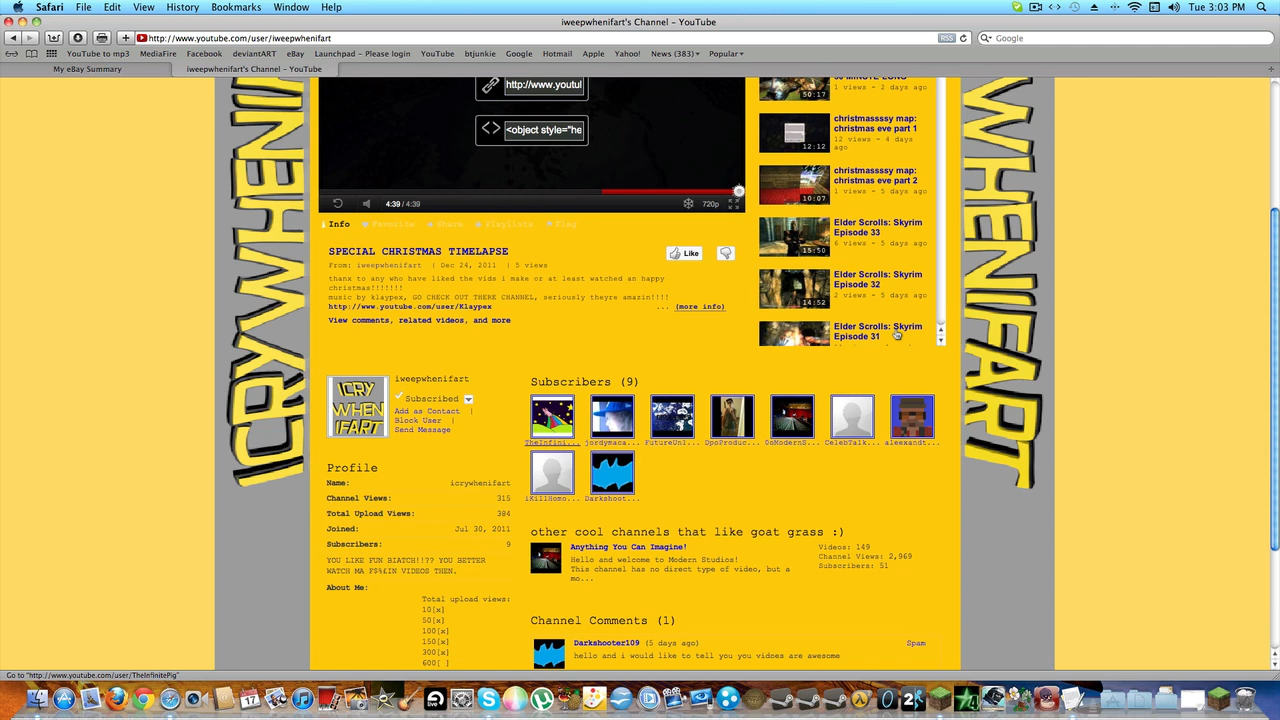 Safari File Edit View History Bookmarks Window Help Tue 3:03 PM
iweepwhenifart's Channel - YouTube
http://www.youtube.com/user/iweepwhenifart RSS Google
YouTube to mp3 MediaFire Facebook deviantART eBay Launchpad - Please login YouTube btjunkie Google Hotmail Apple Yahoo! News (383) Popular
My eBay Summary iweepwhenifart's Channel - YouTube
http://www.youtul
<object style="he
4:39 / 4:39 720p
Info Favorite Share Playlists Flag
SPECIAL CHRISTMAS TIMELAPSE
Like
From: iweepwhenifart | Dec 24, 2011 | 5 views
thank to any who have liked the vids i make or at least watched an happy
christmas!!!!!!!
music by klaypex, GO CHECK OUT THERE CHANNEL, seriously theyre amazin!!!!
http://www.youtube.com/user/Klaypex ... (more info)
View comments, related videos, and more
50:17
1 views - 2 days ago
christmassssy map:
christmas eve part 1
12 views - 4 days
ago
12:12
christmassssy map:
christmas eve part 2
1 views - 5 days ago
10:07
Elder Scrolls: Skyrim
Episode 33
6 views - 5 days ago
15:50
Elder Scrolls: Skyrim
Episode 32
2 views - 5 days ago
14:52
Elder Scrolls: Skyrim
Episode 31
ICRY
WHEN
IFART
iweepwhenifart
Subscribed
Add as Contact |
Block User |
Send Message
Profile
Name: icrywhenifart
Channel Views: 315
Total Upload Views: 384
Joined: Jul 30, 2011
Subscribers: 9
YOU LIKE FUN BIATCH!!?? YOU BETTER
WATCH MA F$%£IN VIDEOS THEN.
About Me:
Total upload views:
10[x]
50[x]
100[x]
150[x]
300[x]
600[ ]
Subscribers (9)
TheInfini... jordymaca... FutureUnl... DpsProduc... 0oModernS... CelebTalk... aleexandt...
iKillHomo... Darkshoot...
other cool channels that like goat grass :)
Anything You Can Imagine!
Hello and welcome to Modern Studios!
This channel has no direct type of video, but a
mo...
Videos: 149
Channel Views: 2,969
Subscribers: 51
Channel Comments (1)
Darkshooter109 (5 days ago) Spam
hello and i would like to tell you you vidoes are awesome
Go to "http://www.youtube.com/user/TheInfinitePig"